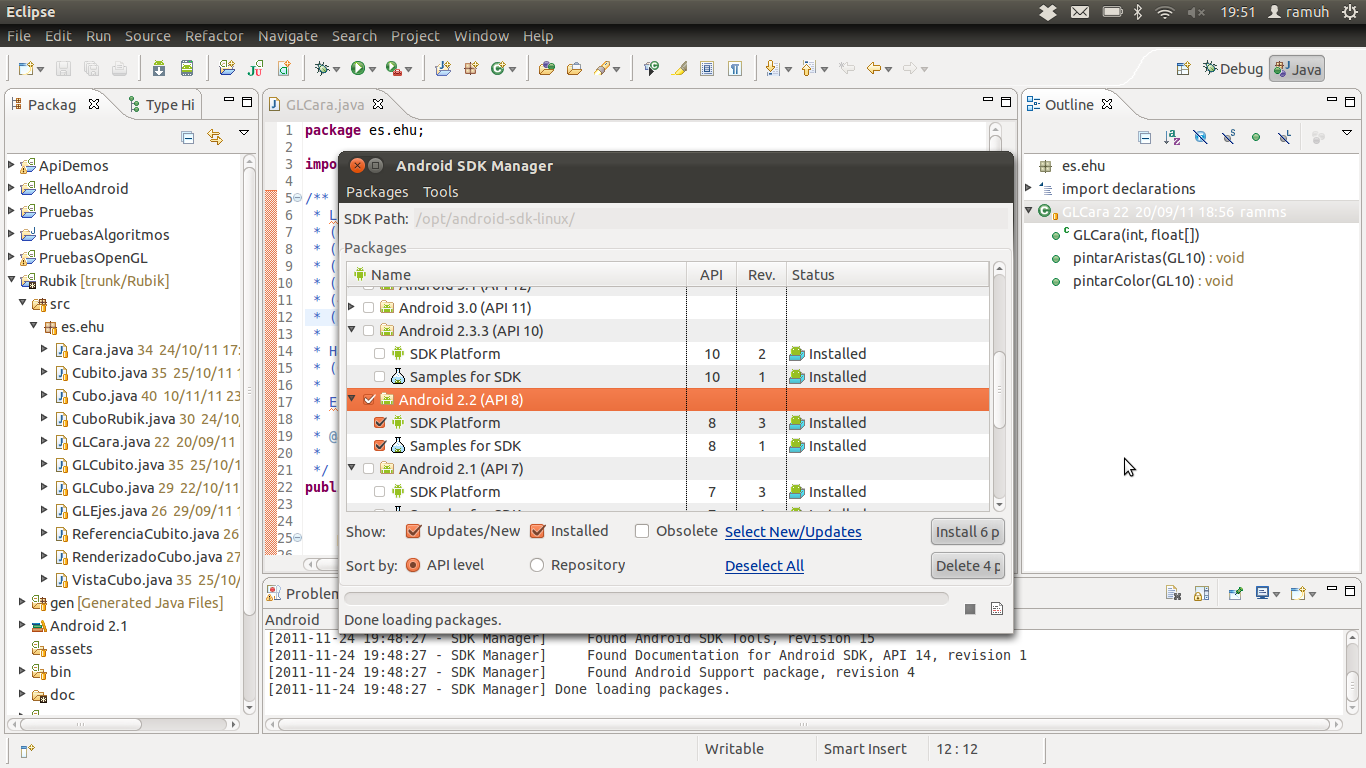 Eclipse
19:51 ramuh
File Edit Run Source Refactor Navigate Search Project Window Help
Debug Java
Packag Type Hi
ApiDemos
HelloAndroid
Pruebas
PruebasAlgoritmos
PruebasOpenGL
Rubik [trunk/Rubik]
src
es.ehu
Cara.java 34 24/10/11 17:
Cubito.java 35 25/10/11
Cubo.java 40 10/11/11 23
CuboRubik.java 30 24/10/
GLCara.java 22 20/09/11
GLCubito.java 35 25/10/1
GLCubo.java 29 22/10/11
GLEjes.java 26 29/09/11
ReferenciaCubito.java 26
RenderizadoCubo.java 27
VistaCubo.java 35 25/10/
gen [Generated Java Files]
Android 2.1
assets
bin
doc
GLCara.java
1 package es.ehu;
2
3 impo
4
5 /**
6 * L
7 * (
8 * (
9 * (
10 * (
11 * (
12 * (
13 *
14 * H
15 * (
16 *
17 * E
18 *
19 * @
20 *
21 */
22 publ
23
24
25
26
Android SDK Manager
Packages Tools
SDK Path: /opt/android-sdk-linux/
Packages
Name API Rev. Status
Android 3.1 (API 12)
Android 3.0 (API 11)
Android 2.3.3 (API 10)
SDK Platform 10 2 Installed
Samples for SDK 10 1 Installed
Android 2.2 (API 8)
SDK Platform 8 3 Installed
Samples for SDK 8 1 Installed
Android 2.1 (API 7)
SDK Platform 7 3 Installed
Show: Updates/New Installed Obsolete Select New/Updates Install 6 p
Sort by: API level Repository Deselect All Delete 4 p
Done loading packages.
Outline
es.ehu
import declarations
GLCara 22 20/09/11 18:56 ramms
GLCara(int, float[])
pintarAristas(GL10) : void
pintarColor(GL10) : void
Problem
Android
[2011-11-24 19:48:27 - SDK Manager] Found Android SDK Tools, revision 15
[2011-11-24 19:48:27 - SDK Manager] Found Documentation for Android SDK, API 14, revision 1
[2011-11-24 19:48:27 - SDK Manager] Found Android Support package, revision 4
[2011-11-24 19:48:27 - SDK Manager] Done loading packages.
Writable Smart Insert 12 : 12